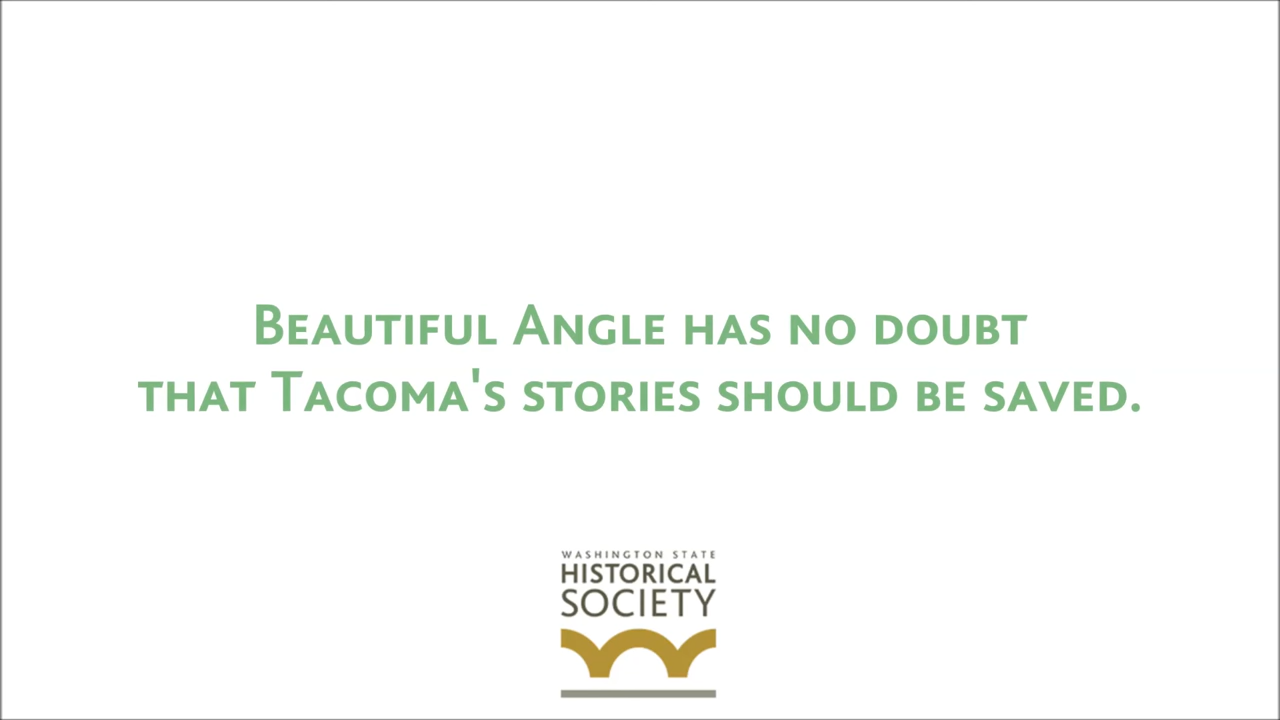 Beautiful Angle has no doubt
that Tacoma's stories should be saved.
WASHINGTON STATE
HISTORICAL
SOCIETY